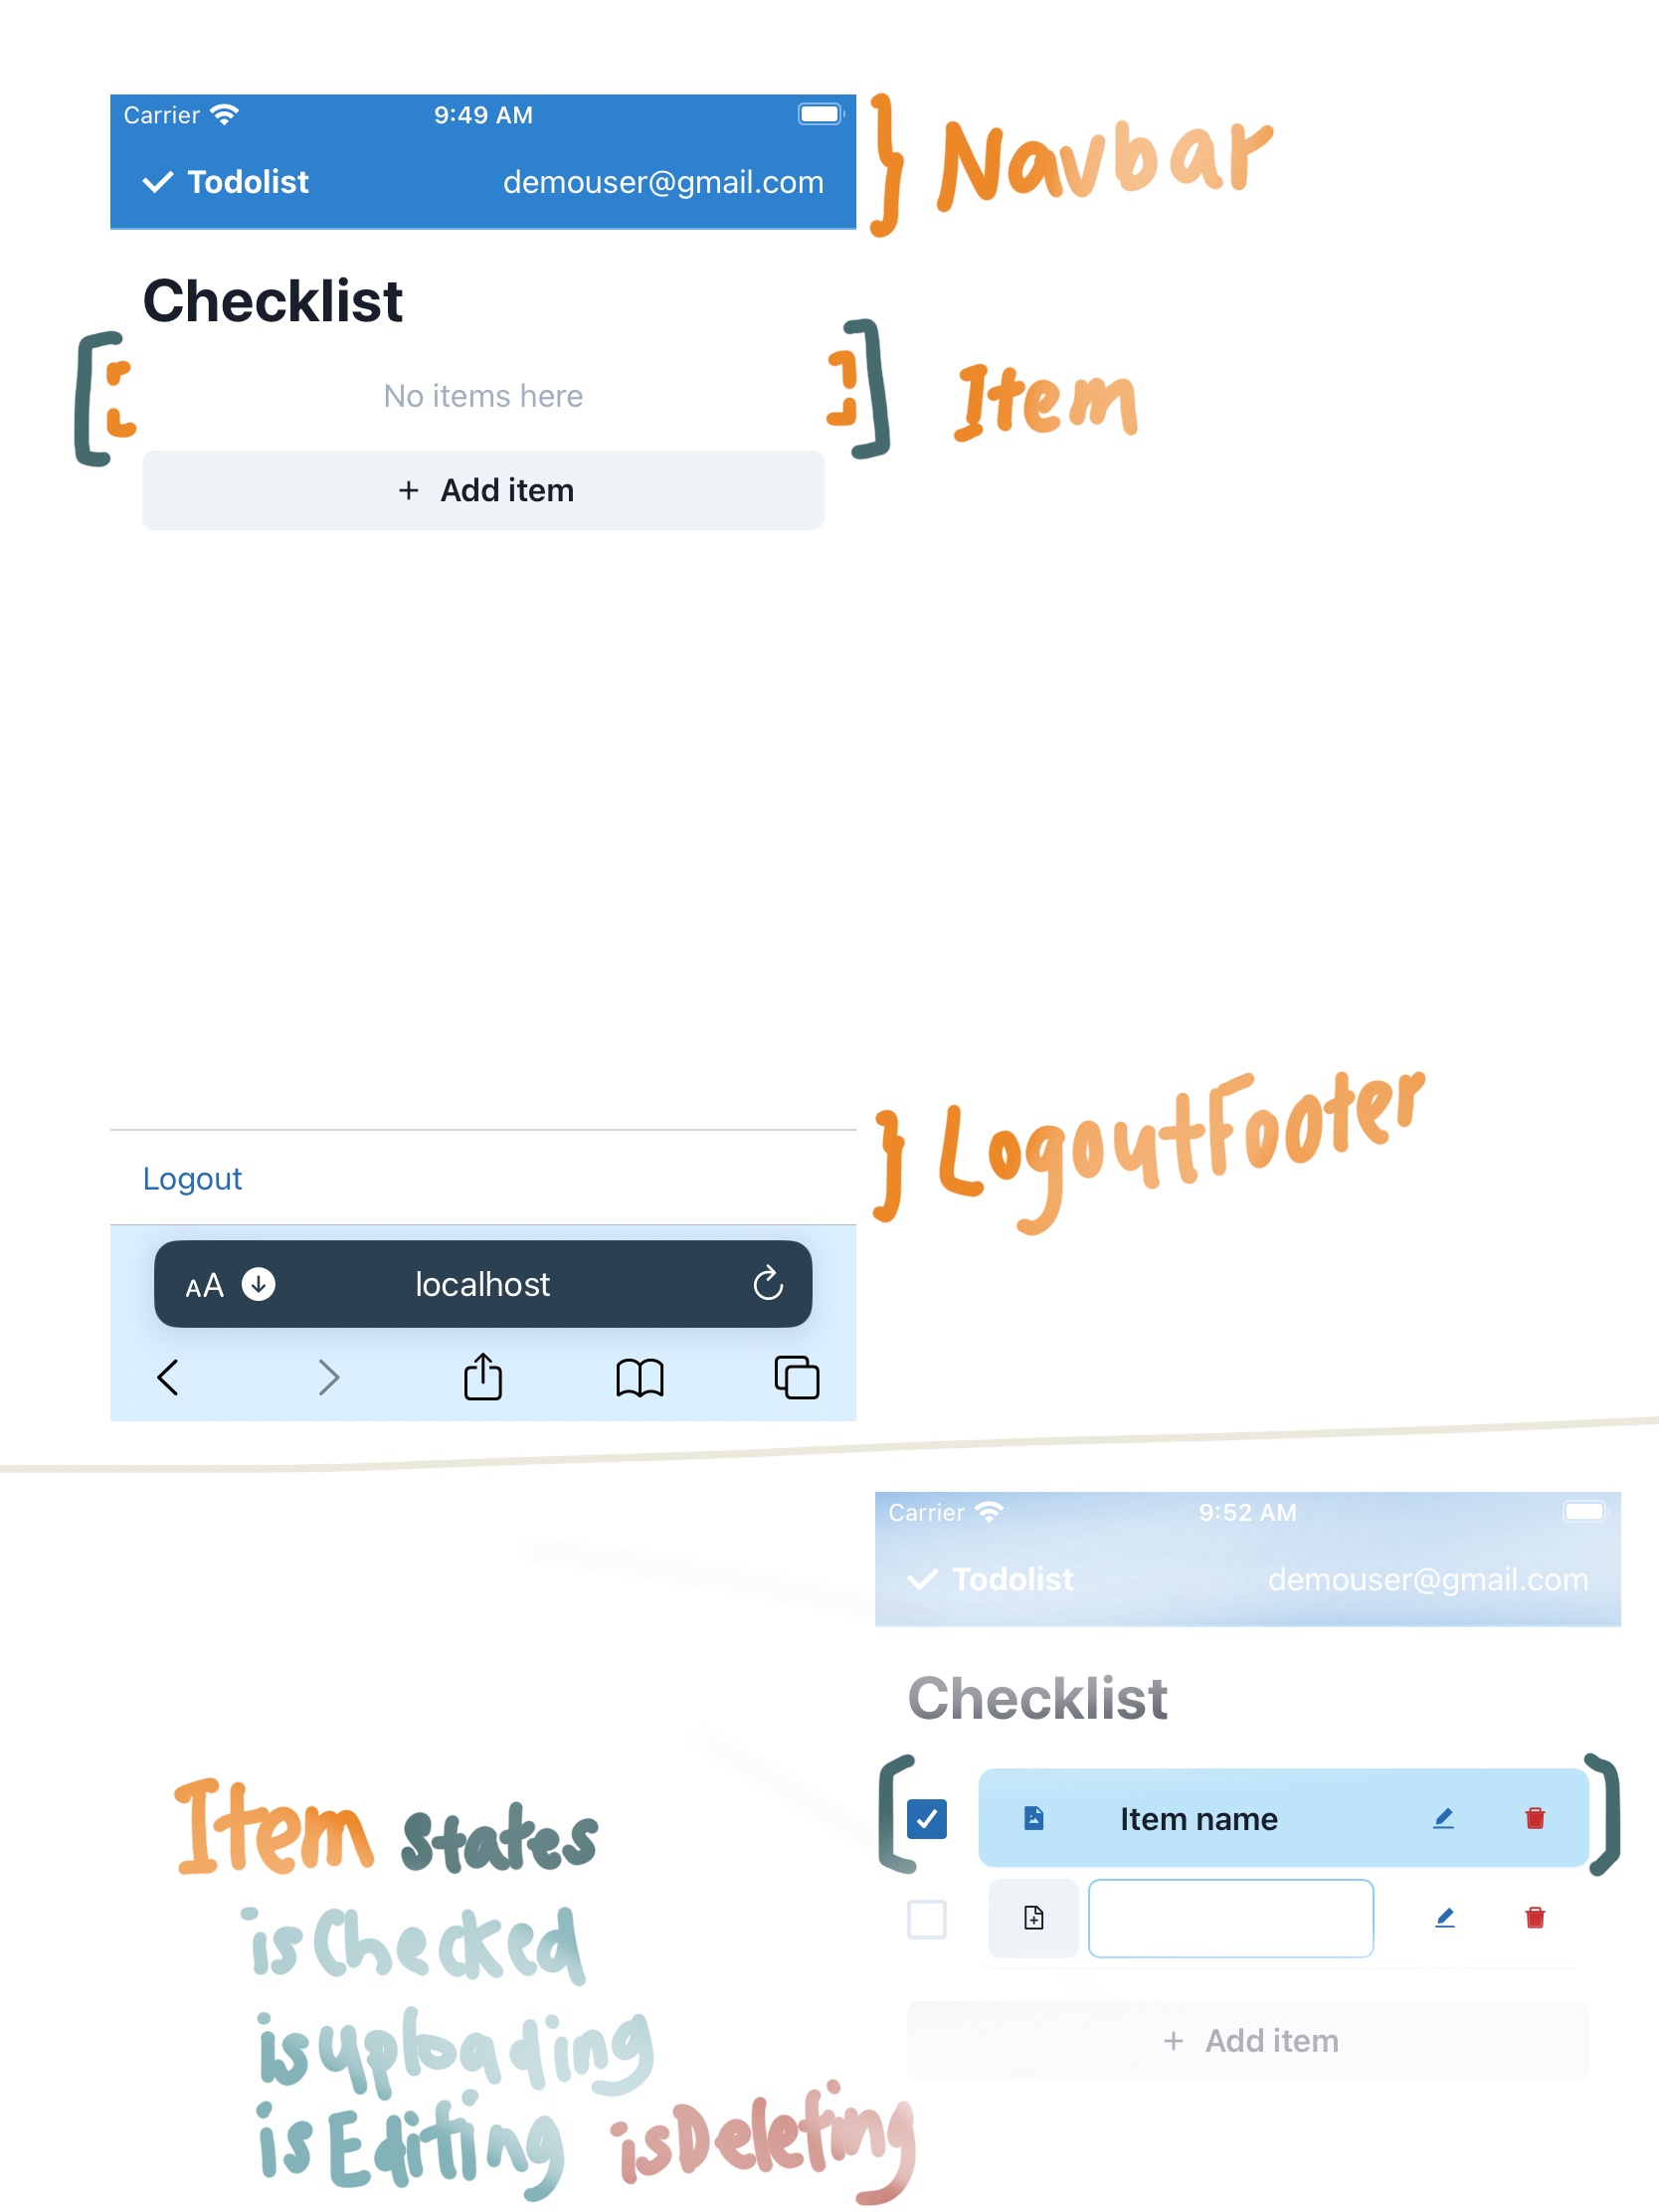 Carrier 9:49 AM
Todolist demouser@gmail.com
Navbar
Checklist
No items here
Item
+ Add item
LogoutFooter
Logout
AA localhost
Carrier 9:52 AM
Todolist demouser@gmail.com
Checklist
Item name
+ Add item
Item states
isChecked
isuploading
isEditing isDeleting